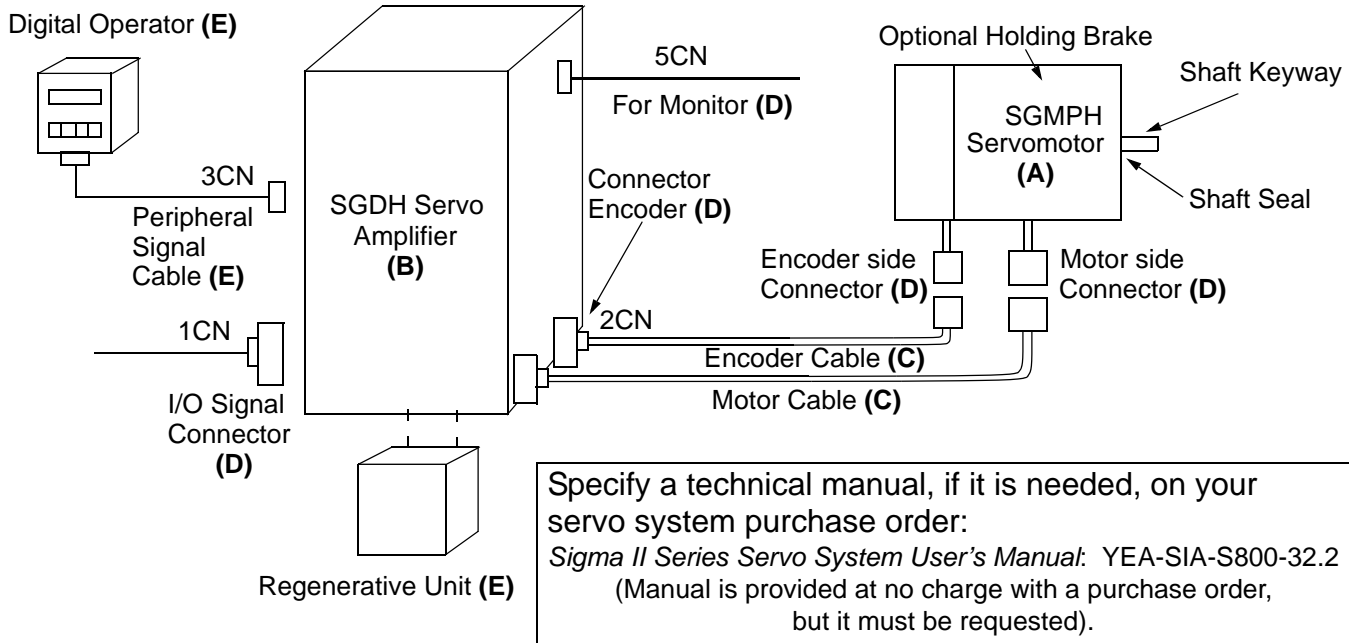 Digital Operator (E)
3CN
Peripheral
Signal
Cable (E)
1CN
I/O Signal
Connector
(D)
SGDH Servo
Amplifier
(B)
Regenerative Unit (E)
5CN
For Monitor (D)
Connector
Encoder (D)
2CN
Encoder Cable (C)
Motor Cable (C)
Optional Holding Brake
SGMPH
Servomotor
(A)
Shaft Keyway
Shaft Seal
Encoder side
Connector (D)
Motor side
Connector (D)
Specify a technical manual, if it is needed, on your
servo system purchase order:
Sigma II Series Servo System User's Manual: YEA-SIA-S800-32.2
(Manual is provided at no charge with a purchase order,
but it must be requested).